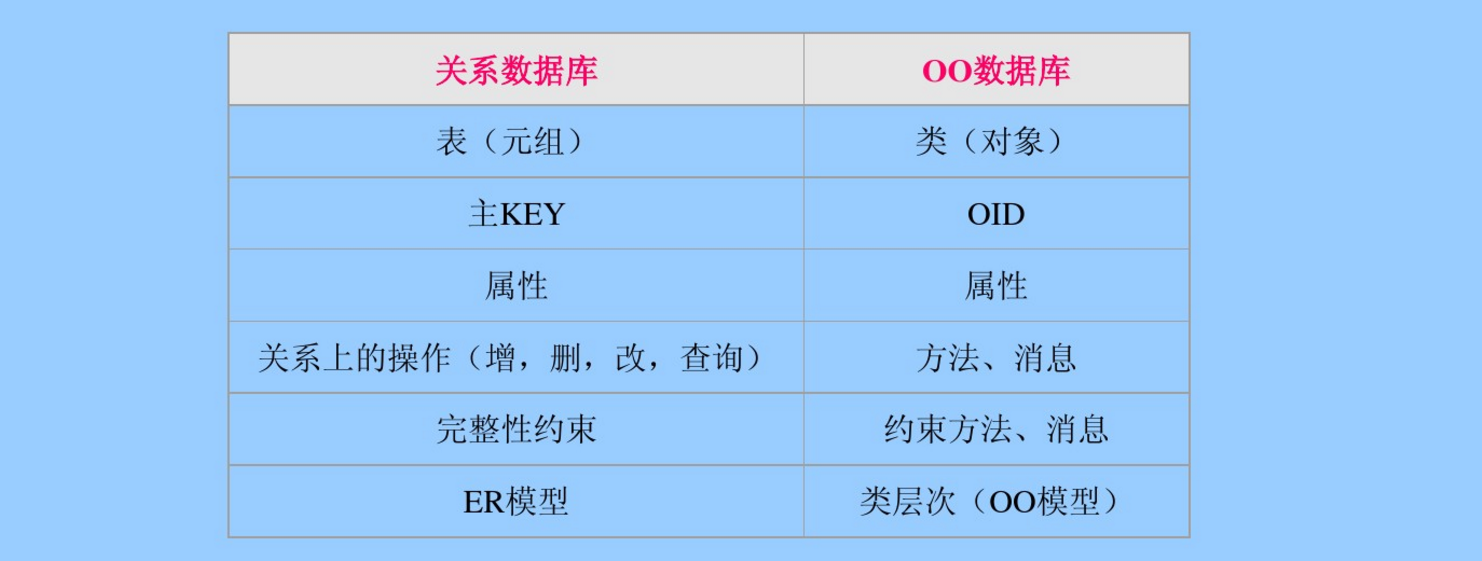 关系数据库 OO数据库
表（元组） 类（对象）
主KEY OID
属性 属性
关系上的操作（增，删，改，查询） 方法、消息
完整性约束 约束方法、消息
ER模型 类层次（OO模型）